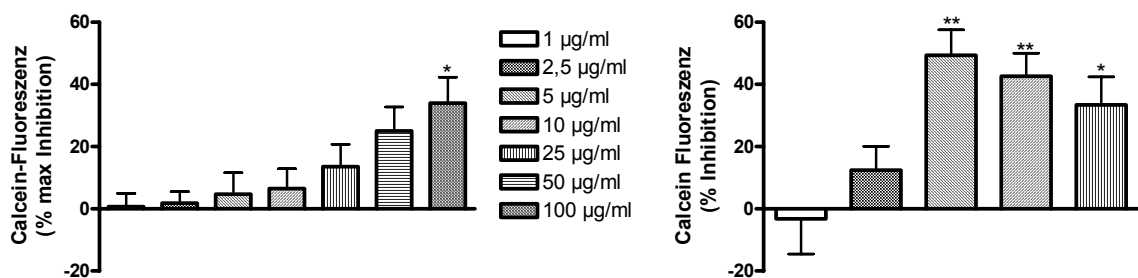 Calcein-Fluoreszenz
(% max Inhibition)
60
40
20
0
-20
*
1 µg/ml
2,5 µg/ml
5 µg/ml
10 µg/ml
25 µg/ml
50 µg/ml
100 µg/ml
Calcein Fluoreszenz
(% Inhibition)
60
40
20
0
-20
**
**
*